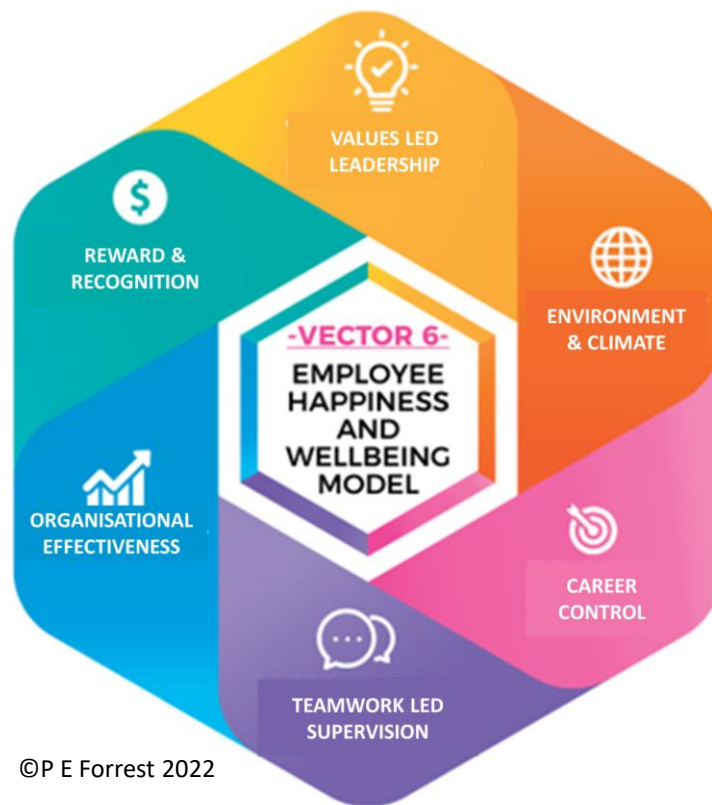 VALUES LED
LEADERSHIP
$
REWARD &
RECOGNITION
ENVIRONMENT
& CLIMATE
-VECTOR 6-
EMPLOYEE
HAPPINESS
AND
WELLBEING
MODEL
ORGANISATIONAL
EFFECTIVENESS
CAREER
CONTROL
TEAMWORK LED
SUPERVISION
©P E Forrest 2022